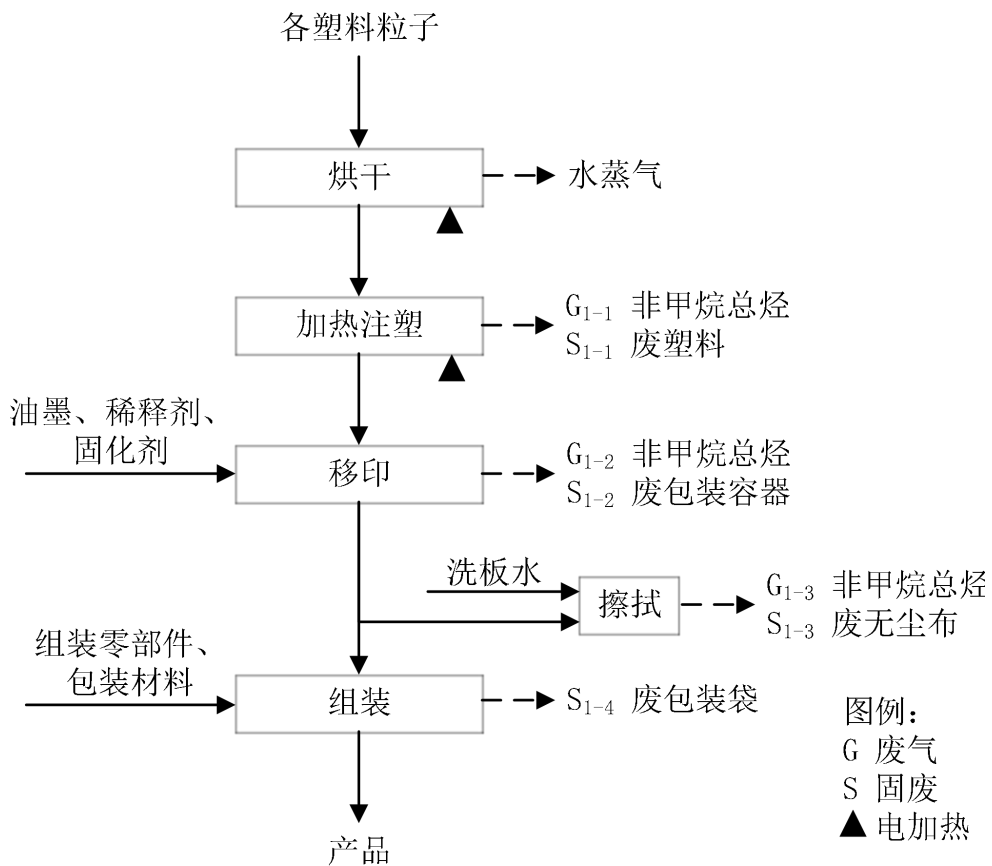 各塑料粒子
烘干
水蒸气
加热注塑
G1-1 非甲烷总烃
S1-1 废塑料
油墨、稀释剂、
固化剂
移印
G1-2 非甲烷总烃
S1-2 废包装容器
洗板水
擦拭
G1-3 非甲烷总烃
S1-3 废无尘布
组装零部件、
包装材料
组装
S1-4 废包装袋
图例：
G 废气
S 固废
▲电加热
产品